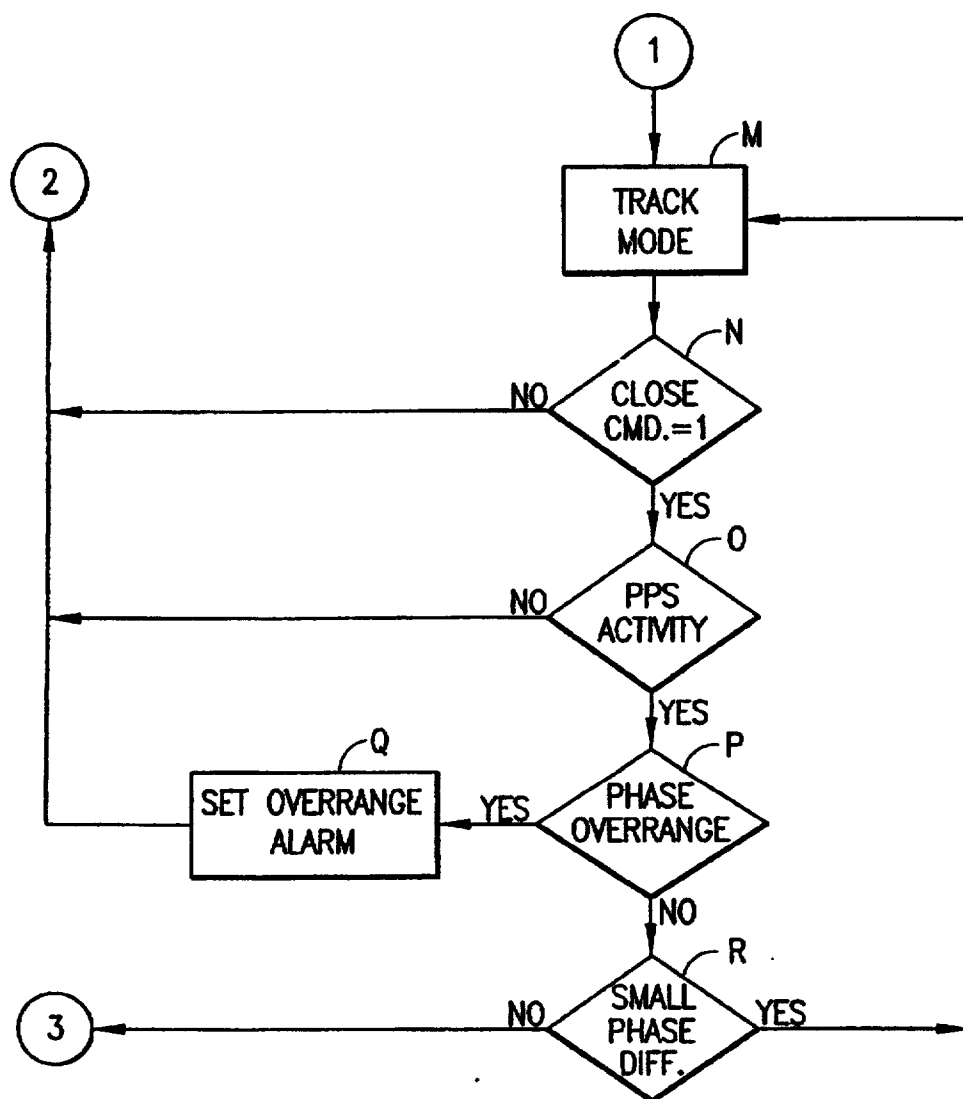 1
M
2
TRACK
MODE
N
NO
CLOSE
CMD.=1
YES
O
NO
PPS
ACTIVITY
YES
Q
P
SET OVERRANGE
ALARM
YES
PHASE
OVERRANGE
NO
R
3
NO
SMALL
PHASE
DIFF.
YES